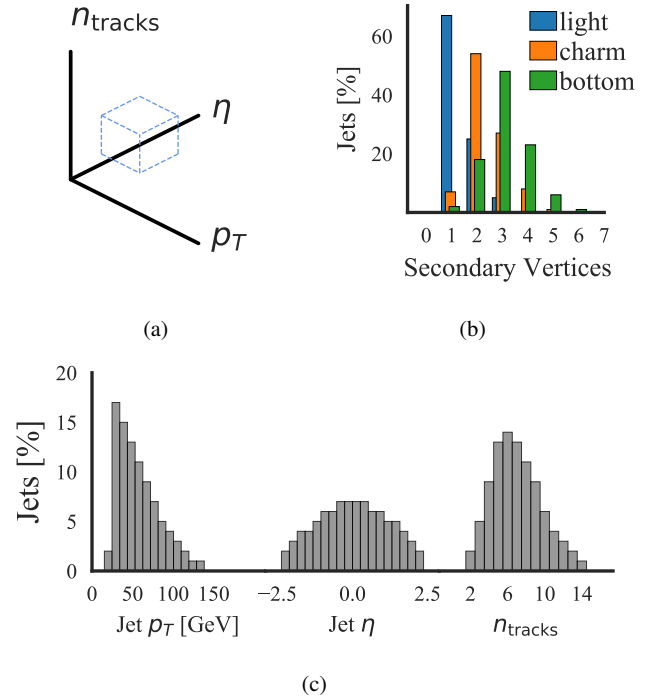 n_tracks
η
p_T
(a)
Jets [%]
60
40
20
light
charm
bottom
0 1 2 3 4 5 6 7
Secondary Vertices
(b)
Jets [%]
20
15
10
5
0
0 50 100 150 −2.5 0.0 2.5 2 6 10 14
Jet p_T [GeV] Jet η n_tracks
(c)